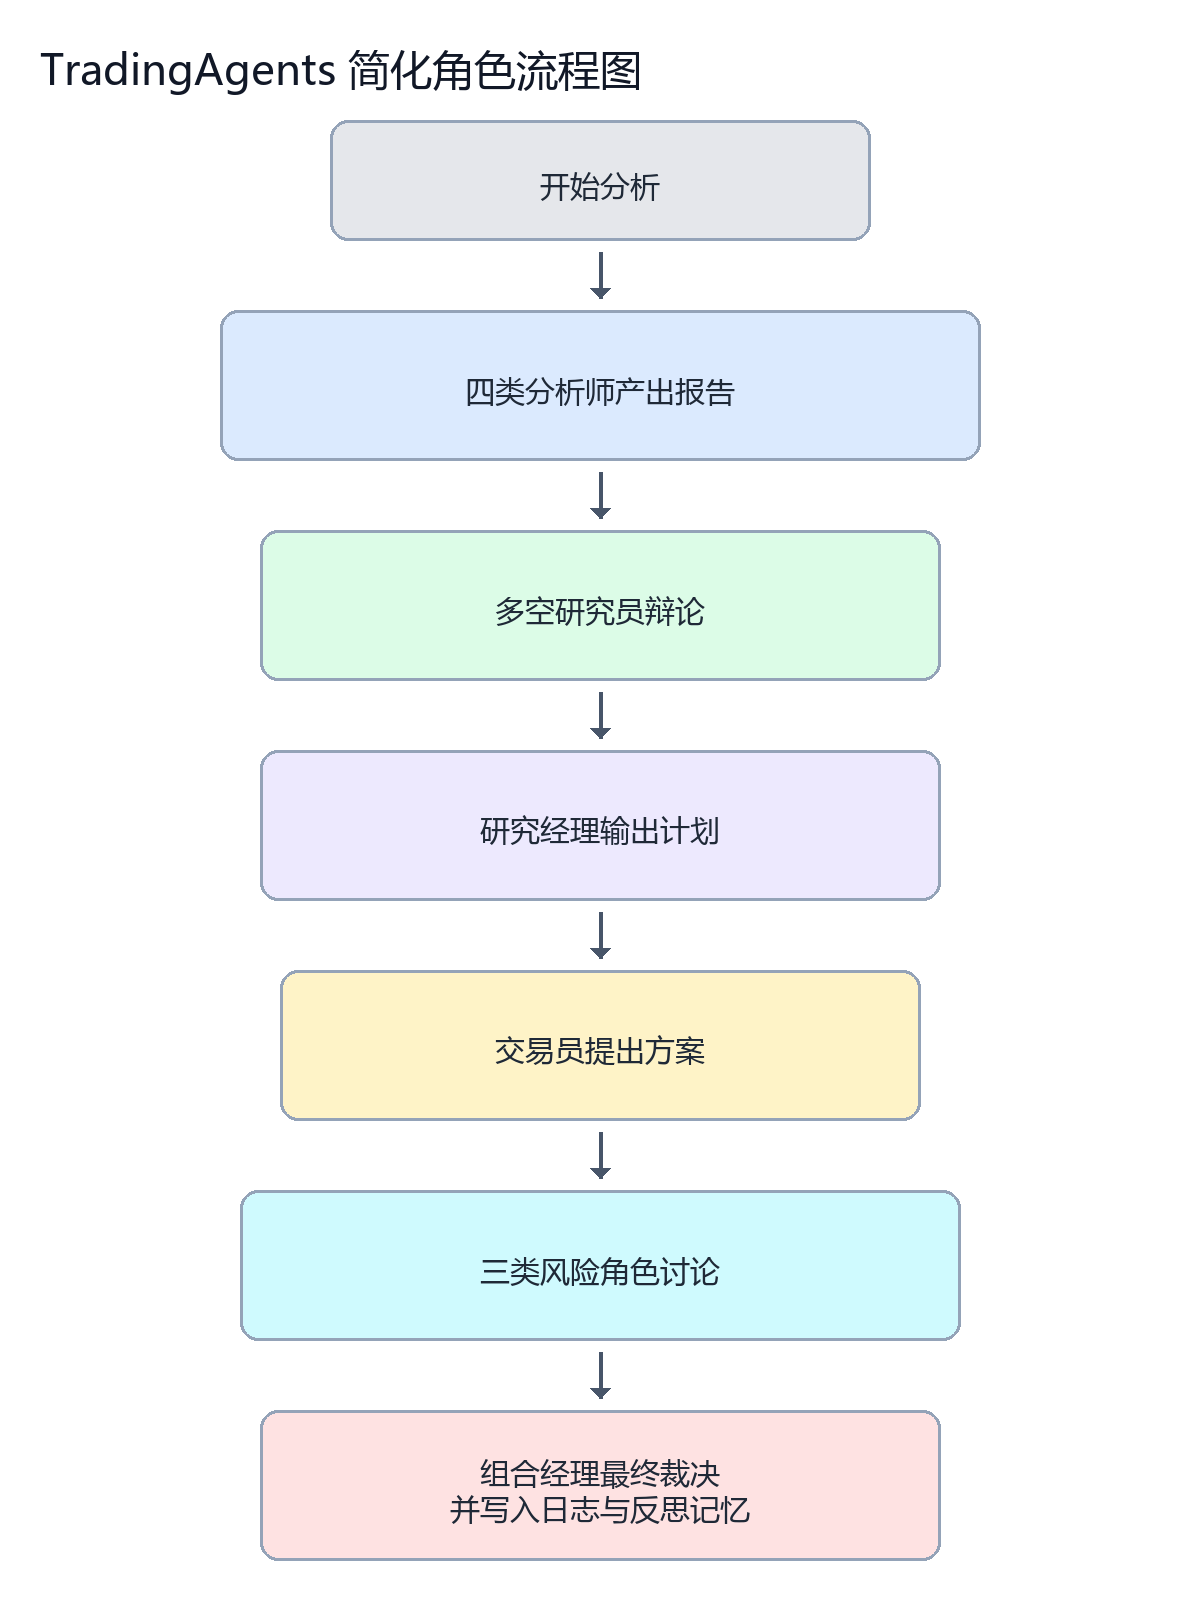 TradingAgents 简化角色流程图
开始分析
四类分析师产出报告
多空研究员辩论
研究经理输出计划
交易员提出方案
三类风险角色讨论
组合经理最终裁决
并写入日志与反思记忆